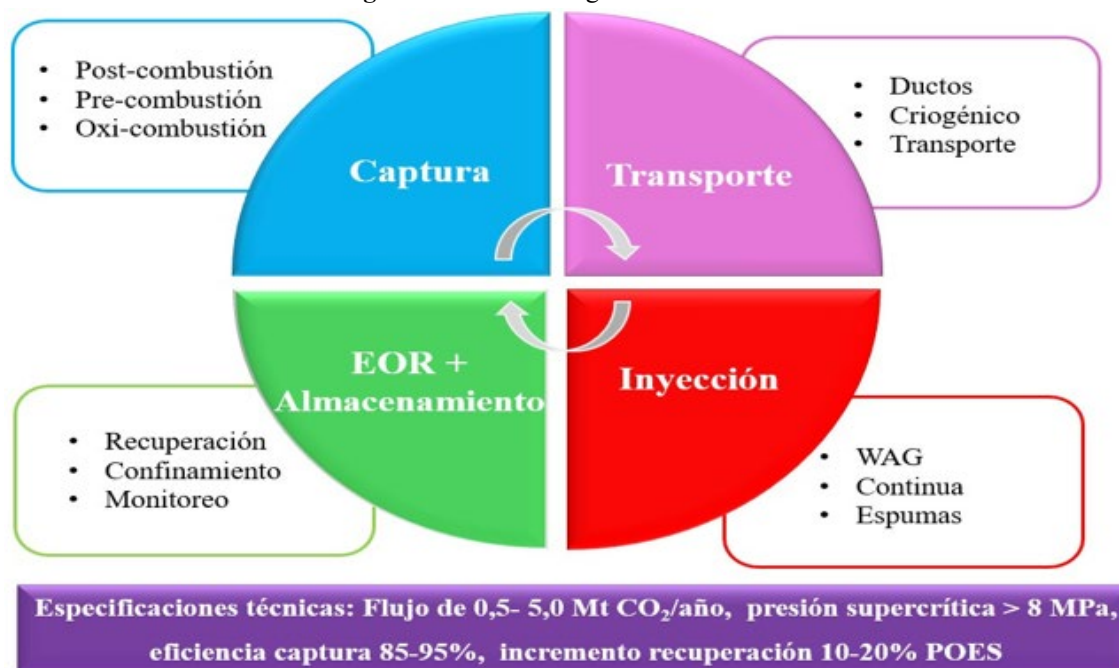 • Post-combustión
• Pre-combustión
• Oxi-combustión
Captura
• Ductos
• Criogénico
• Transporte
Transporte
EOR +
Almacenamiento
• Recuperación
• Confinamiento
• Monitoreo
Inyección
• WAG
• Continua
• Espumas
Especificaciones técnicas: Flujo de 0,5- 5,0 Mt CO₂/año, presión supercrítica > 8 MPa,
eficiencia captura 85-95%, incremento recuperación 10-20% POES